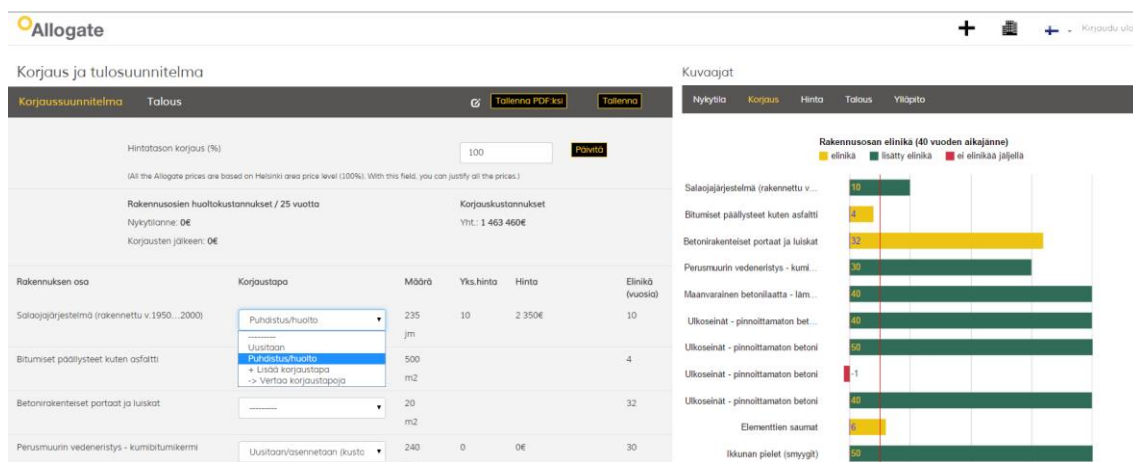 Allogate
Kirjaudu ulo
Korjaus ja tulosuunnitelma
Korjaussuunnitelma Talous Tallenna PDF:ksi Tallenna
Hintatason korjaus (%) 100 Päivitä
(All the Allogate prices are based on Helsinki area price level (100%). With this field, you can justify all the prices.)
Rakennusosien huoltokustannukset / 25 vuotta Korjauskustannukset
Nykytilanne: 0€ Yht.: 1 463 460€
Korjausten jälkeen: 0€
Rakennuksen osa Korjaustapa Määrä Yks.hinta Hinta Elinikä
(vuosia)
Salaojajärjestelmä (rakennettu v.1950...2000) Puhdistus/huolto 235 10 2 350€ 10
jm
---------
Uusitaan
Puhdistus/huolto
+ Lisää korjaustapa
-> Vertaa korjaustapoja
Bitumiset päällysteet kuten asfaltti 500 4
m2
Betonirakenteiset portaat ja luiskat --------- 20 32
m2
Perusmuurin vedeneristys - kumibitumikermi Uusitaan/asennetaan (kusto 240 0 0€ 30
Kuvaajat
Nykytila Korjaus Hinta Talous Ylläpito
Rakennusosan elinikä (40 vuoden aikajänne)
elinikä lisätty elinikä ei elinikää jäljellä
Salaojajärjestelmä (rakennettu v... 10
Bitumiset päällysteet kuten asfaltti 4
Betonirakenteiset portaat ja luiskat 32
Perusmuurin vedeneristys - kumi... 30
Maanvarainen betonilaatta - läm... 40
Ulkoseinät - pinnoittamaton bet... 40
Ulkoseinät - pinnoittamaton betoni 50
Ulkoseinät - pinnoittamaton betoni -1
Ulkoseinät - pinnoittamaton betoni 40
Elementtien saumat 6
Ikkunan pielet (smyygit) 50